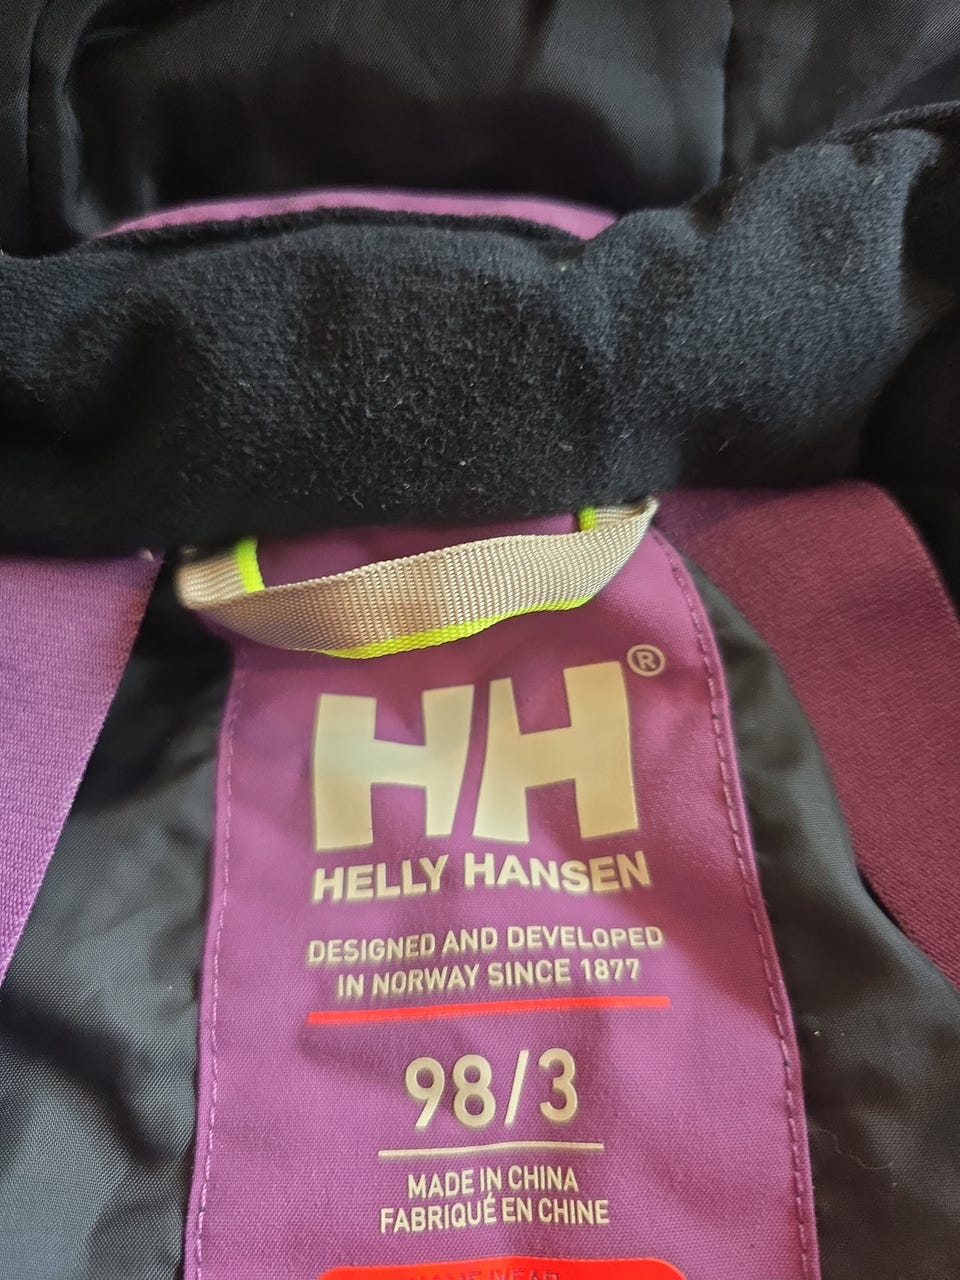 HH®
HELLY HANSEN
DESIGNED AND DEVELOPED
IN NORWAY SINCE 1877
98/3
MADE IN CHINA
FABRIQUÉ EN CHINE